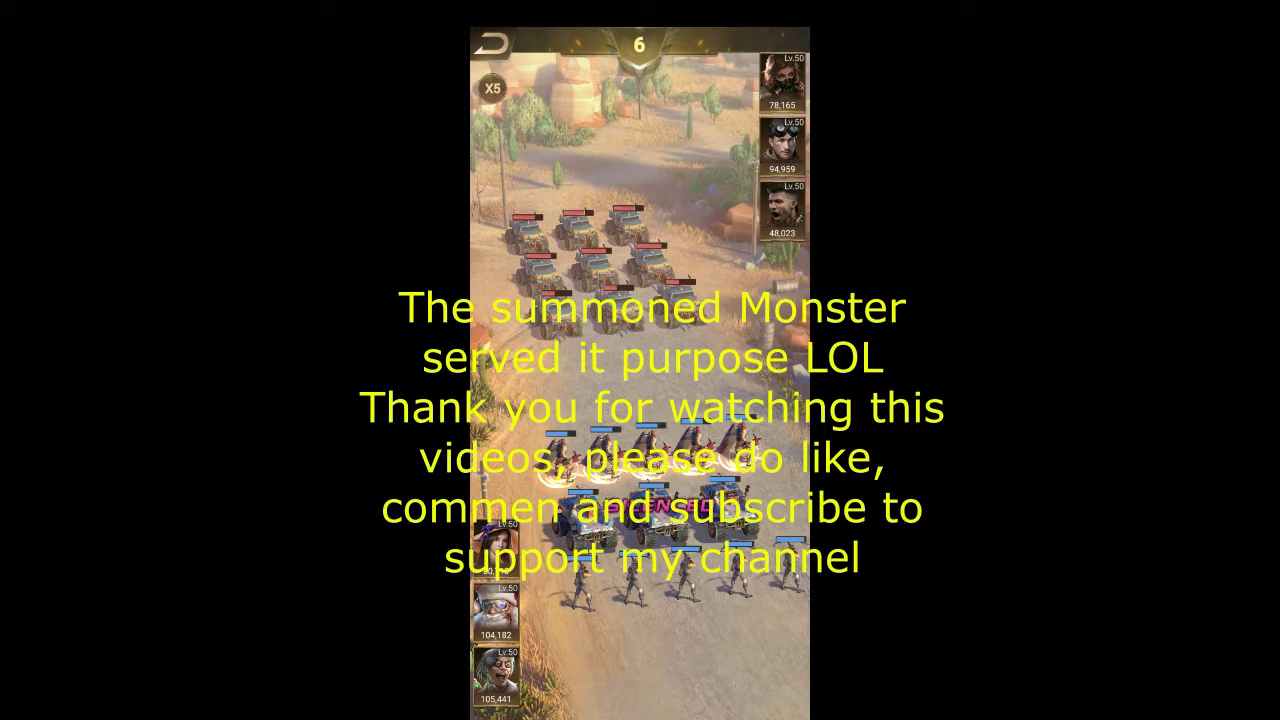 6
X5
Lv.50
78,165
Lv.50
94,959
Lv.50
48,023
The summoned Monster
served it purpose LOL
Thank you for watching this
videos, please do like,
commen and subscribe to
support my channel
SILENCED
Lv.50
Lv.50
104,182
Lv.50
105,441